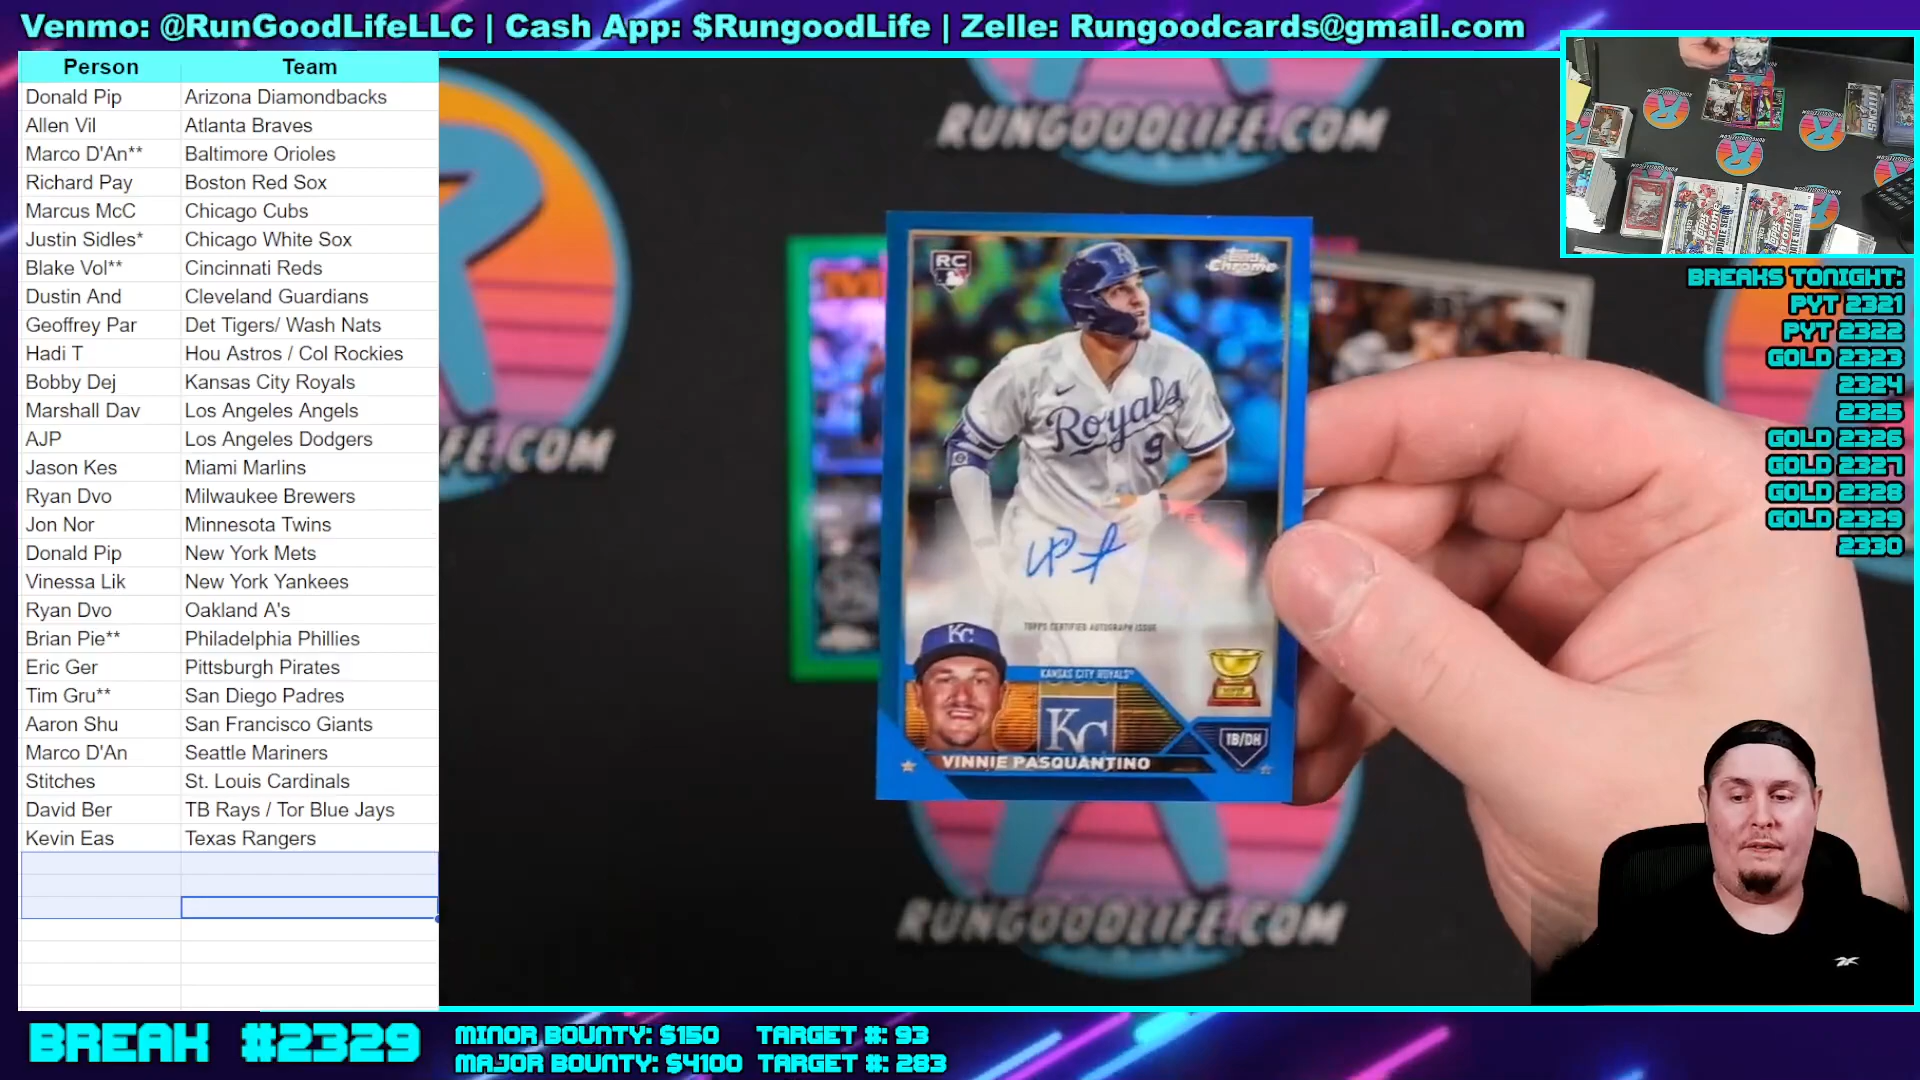 Venmo: @RunGoodLifeLLC | Cash App: $RungoodLife | Zelle: Rungoodcards@gmail.com
Person Team
Donald Pip Arizona Diamondbacks
Allen Vil Atlanta Braves
Marco D'An** Baltimore Orioles
Richard Pay Boston Red Sox
Marcus McC Chicago Cubs
Justin Sidles* Chicago White Sox
Blake Vol** Cincinnati Reds
Dustin And Cleveland Guardians
Geoffrey Par Det Tigers/ Wash Nats
Hadi T Hou Astros / Col Rockies
Bobby Dej Kansas City Royals
Marshall Dav Los Angeles Angels
AJP Los Angeles Dodgers
Jason Kes Miami Marlins
Ryan Dvo Milwaukee Brewers
Jon Nor Minnesota Twins
Donald Pip New York Mets
Vinessa Lik New York Yankees
Ryan Dvo Oakland A's
Brian Pie** Philadelphia Phillies
Eric Ger Pittsburgh Pirates
Tim Gru** San Diego Padres
Aaron Shu San Francisco Giants
Marco D'An Seattle Mariners
Stitches St. Louis Cardinals
David Ber TB Rays / Tor Blue Jays
Kevin Eas Texas Rangers
RUNGOODLIFE.COM
LIFE.COM
RC
Topps Chrome
K
Royals
9
TOPPS CERTIFIED AUTOGRAPH ISSUE
KC
KANSAS CITY ROYALS
KC
1B/DH
VINNIE PASQUANTINO
RUNGOODLIFE.COM
BREAKS TONIGHT:
PYT 2321
PYT 2322
GOLD 2323
2324
2325
GOLD 2326
GOLD 2327
GOLD 2328
GOLD 2329
2330
BREAK #2329
MINOR BOUNTY: $150 TARGET #: 93
MAJOR BOUNTY: $4100 TARGET #: 283